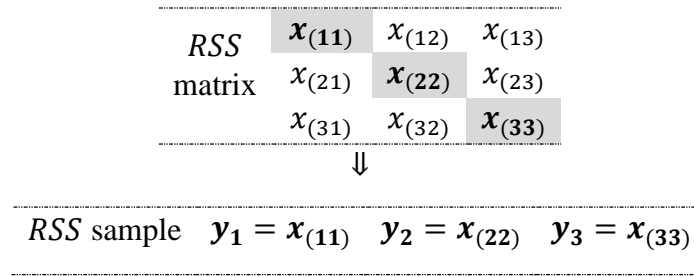 RSS matrix
x(11) x(12) x(13)
x(21) x(22) x(23)
x(31) x(32) x(33)
⇓
RSS sample y1 = x(11) y2 = x(22) y3 = x(33)